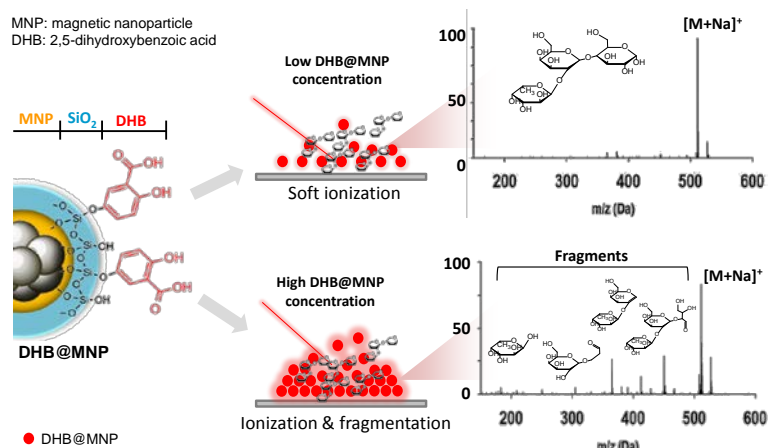 MNP: magnetic nanoparticle
DHB: 2,5-dihydroxybenzoic acid
MNP SiO₂ DHB
DHB@MNP
DHB@MNP
Low DHB@MNP
concentration
Soft ionization
High DHB@MNP
concentration
Ionization & fragmentation
[M+Na]⁺
100
50
0
200 300 400 500 600
m/z (Da)
Fragments
[M+Na]⁺
100
50
0
200 300 400 500 600
m/z (Da)